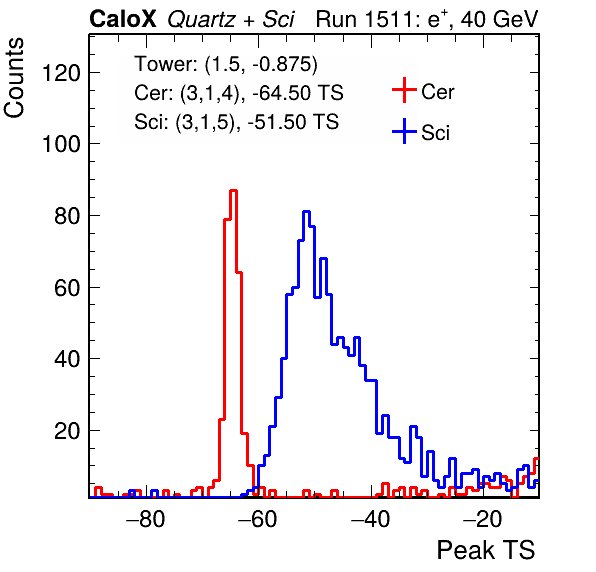 CaloX Quartz + Sci Run 1511: e⁺, 40 GeV
Counts
Tower: (1.5, -0.875)
Cer: (3,1,4), -64.50 TS
Sci: (3,1,5), -51.50 TS
Cer
Sci
120
100
80
60
40
20
−80 −60 −40 −20
Peak TS